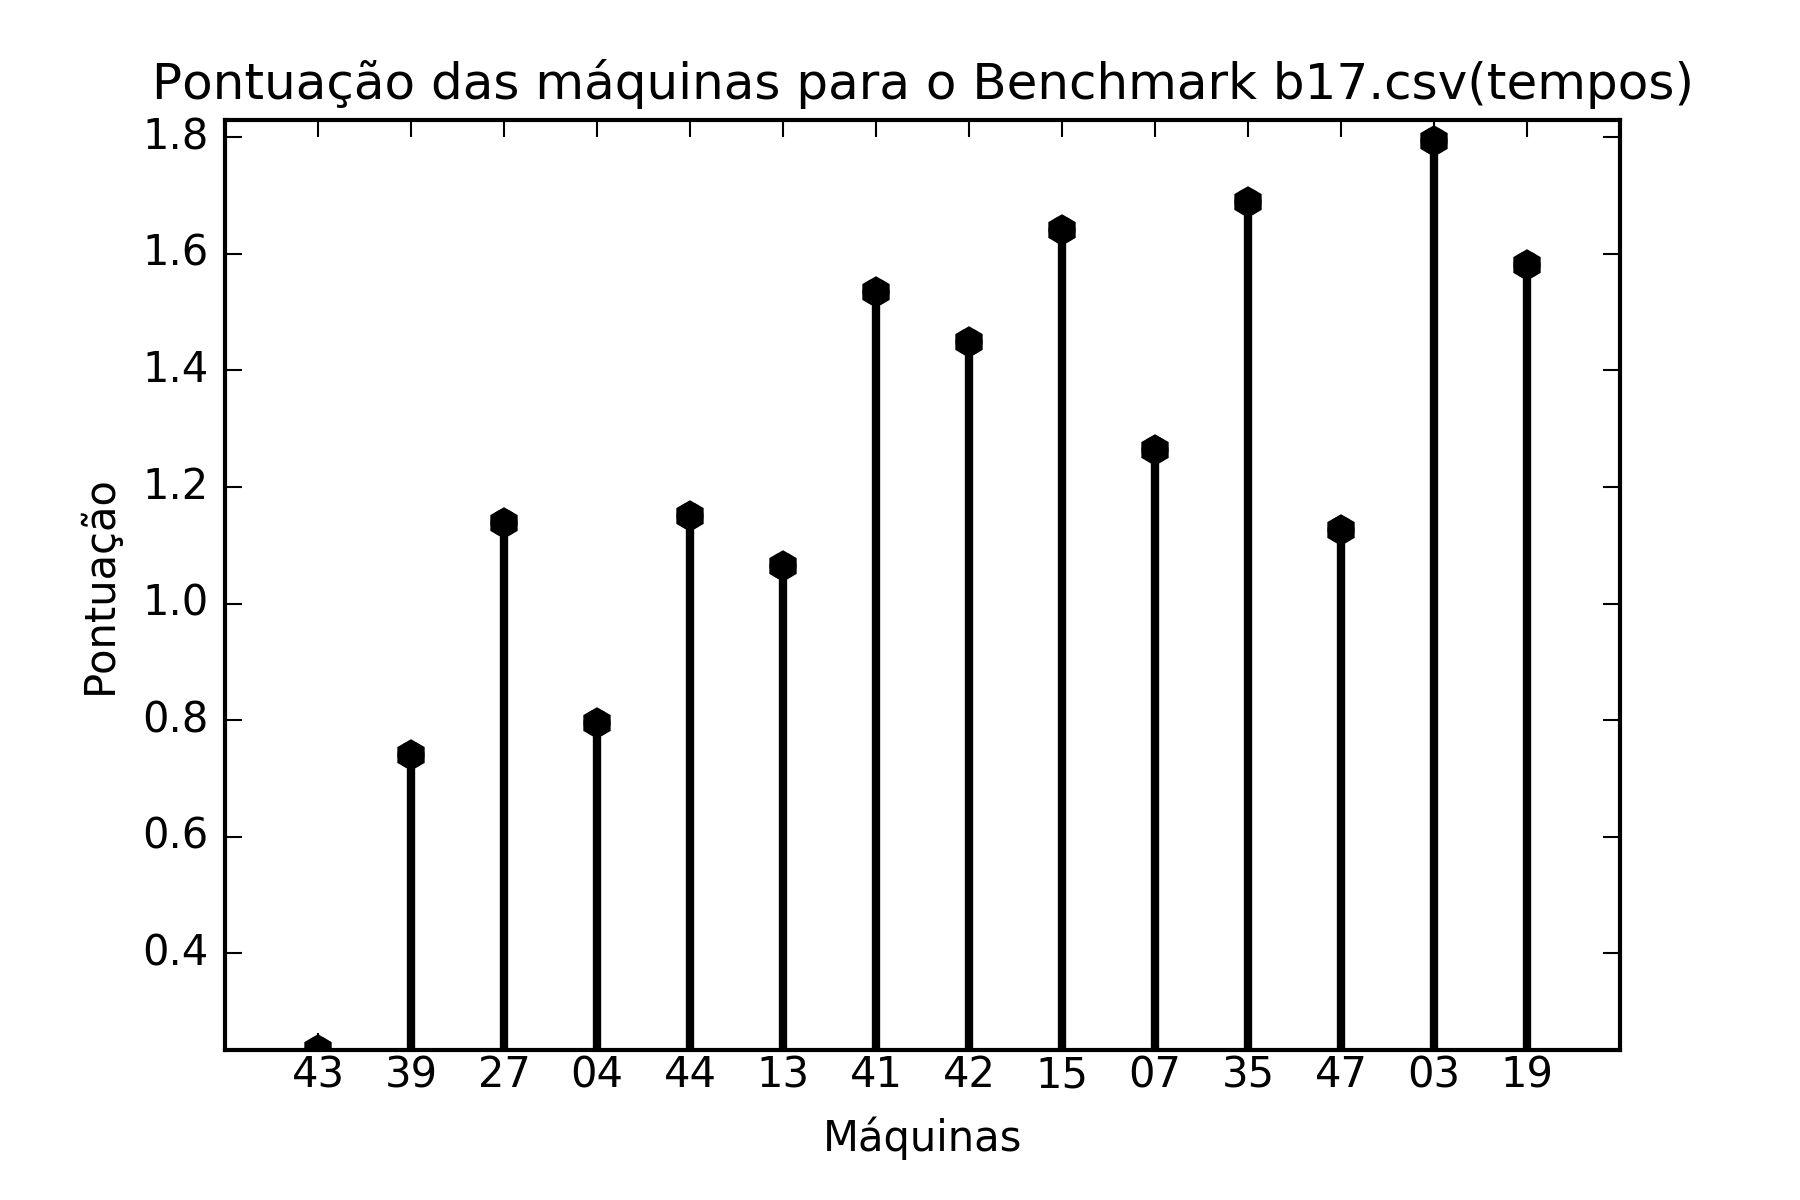 Pontuação das máquinas para o Benchmark b17.csv(tempos)
1.8
1.6
1.4
1.2
1.0
0.8
0.6
0.4
Pontuação
43 39 27 04 44 13 41 42 15 07 35 47 03 19
Máquinas